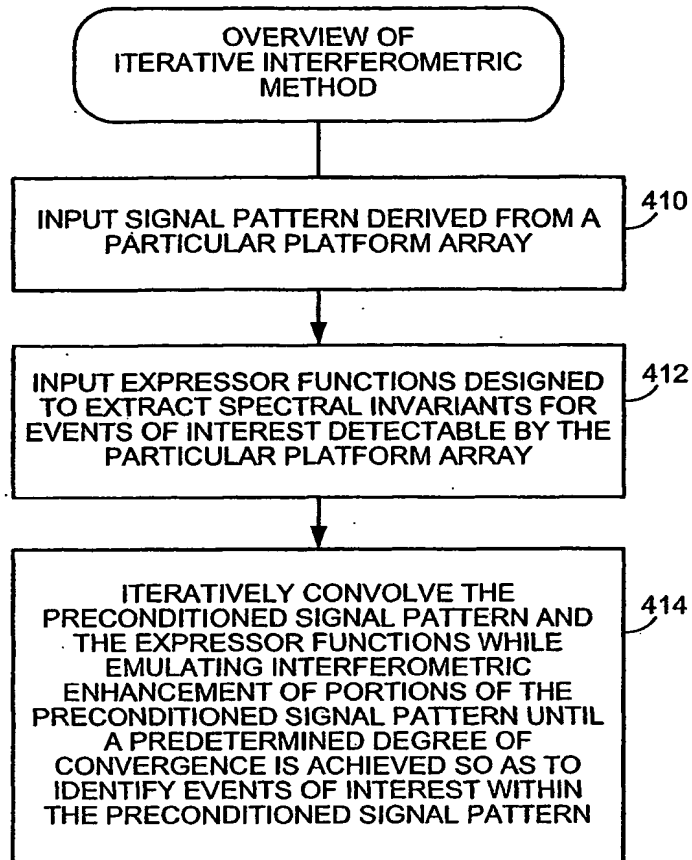 OVERVIEW OF
ITERATIVE INTERFEROMETRIC
METHOD
INPUT SIGNAL PATTERN DERIVED FROM A
PARTICULAR PLATFORM ARRAY
410
INPUT EXPRESSOR FUNCTIONS DESIGNED
TO EXTRACT SPECTRAL INVARIANTS FOR
EVENTS OF INTEREST DETECTABLE BY THE
PARTICULAR PLATFORM ARRAY
412
ITERATIVELY CONVOLVE THE
PRECONDITIONED SIGNAL PATTERN AND
THE EXPRESSOR FUNCTIONS WHILE
EMULATING INTERFEROMETRIC
ENHANCEMENT OF PORTIONS OF THE
PRECONDITIONED SIGNAL PATTERN UNTIL
A PREDETERMINED DEGREE OF
CONVERGENCE IS ACHIEVED SO AS TO
IDENTIFY EVENTS OF INTEREST WITHIN
THE PRECONDITIONED SIGNAL PATTERN
414